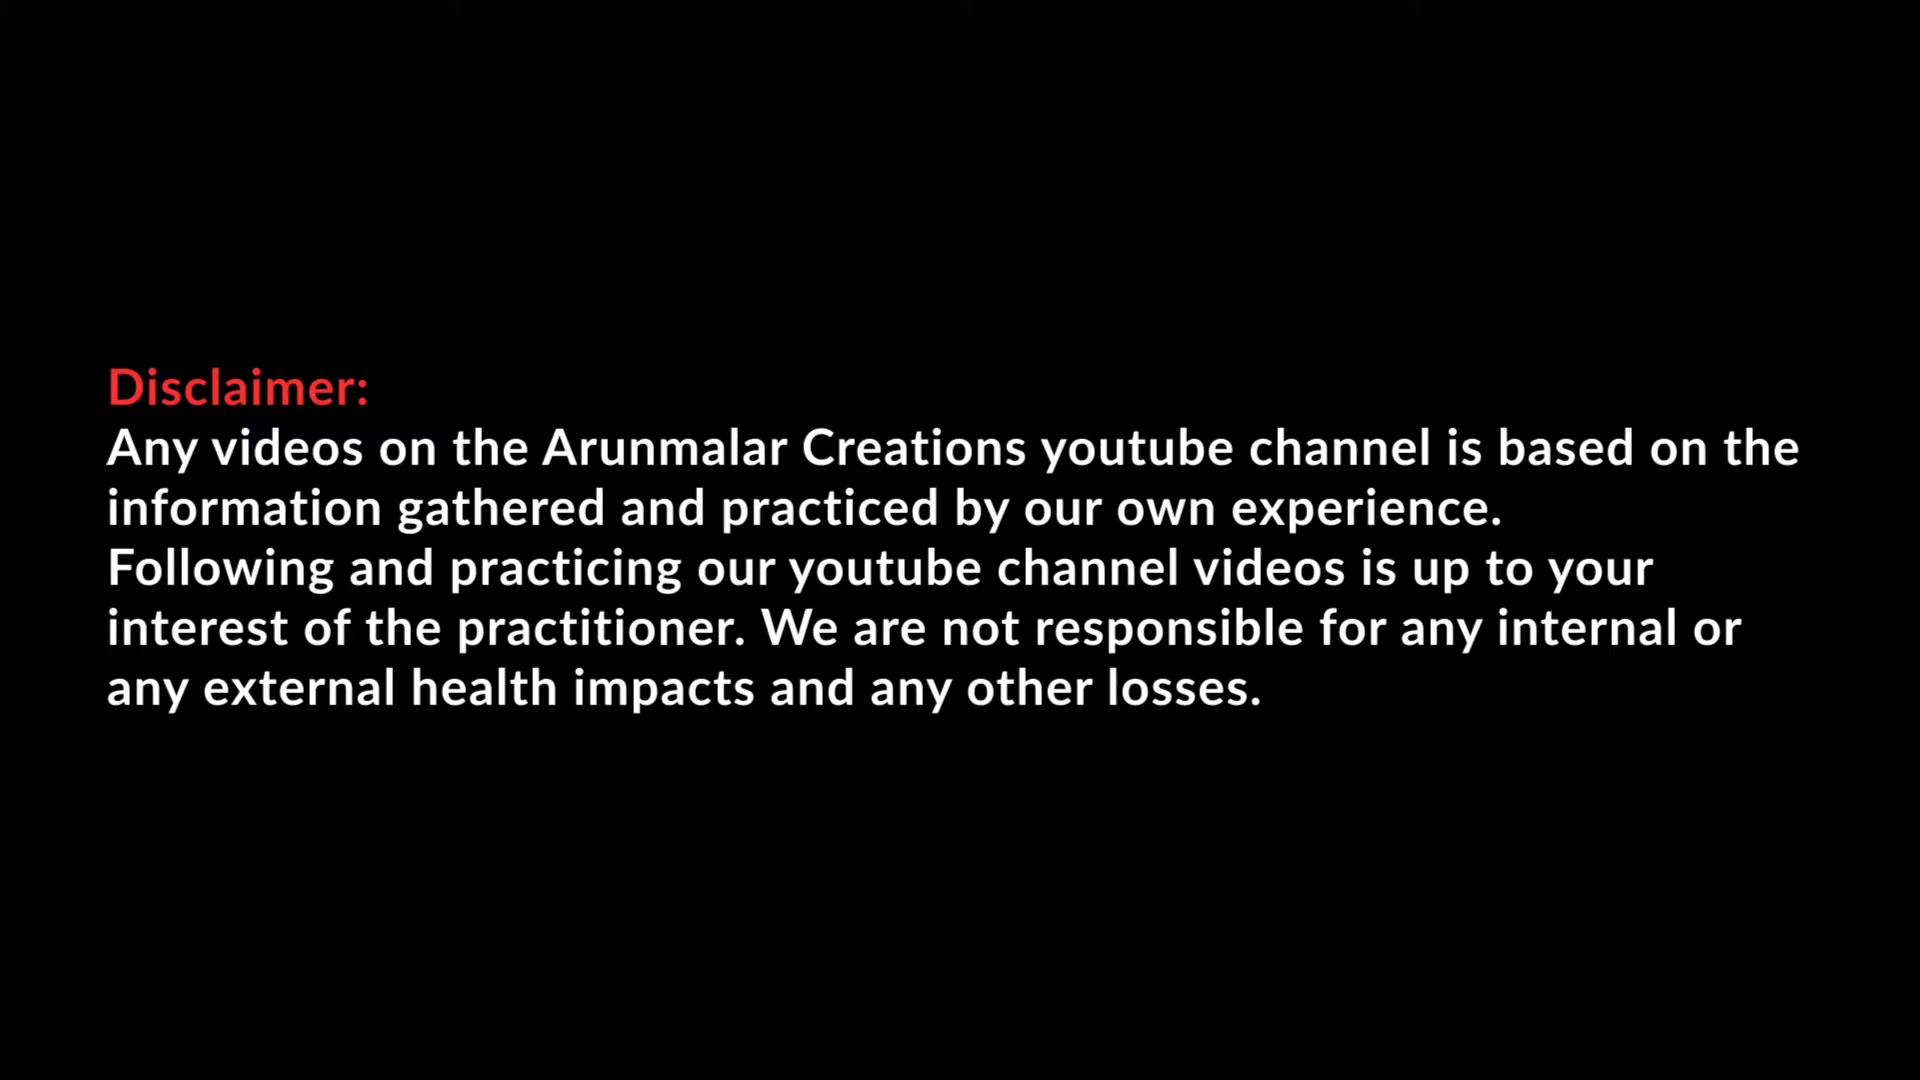 Disclaimer:
Any videos on the Arunmalar Creations youtube channel is based on the
information gathered and practiced by our own experience.
Following and practicing our youtube channel videos is up to your
interest of the practitioner. We are not responsible for any internal or
any external health impacts and any other losses.